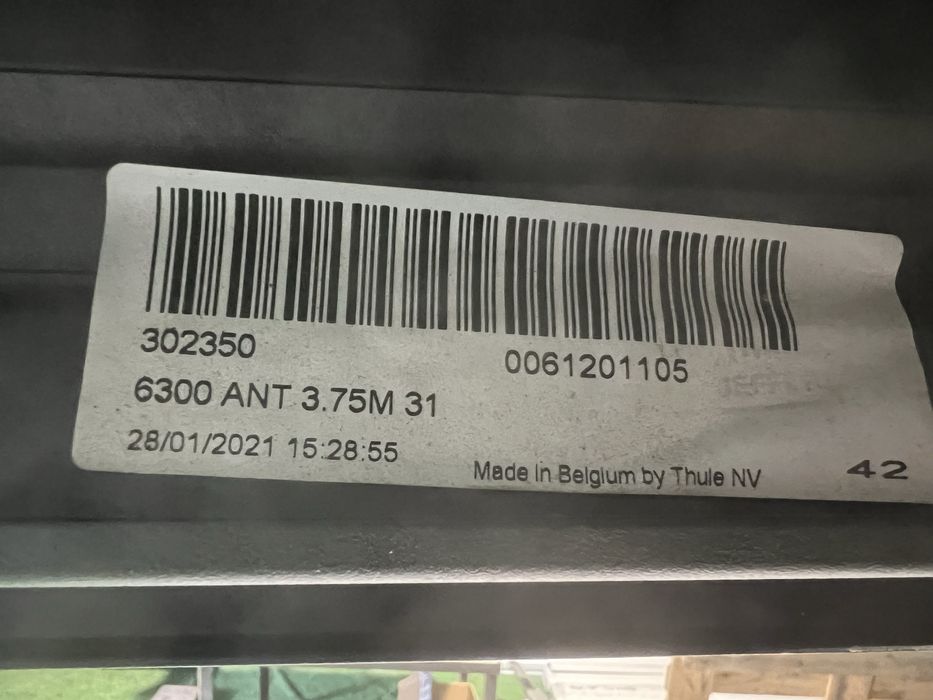 302350
0061201105
6300 ANT 3.75M 31
28/01/2021 15:28:55
Made in Belgium by Thule NV
42